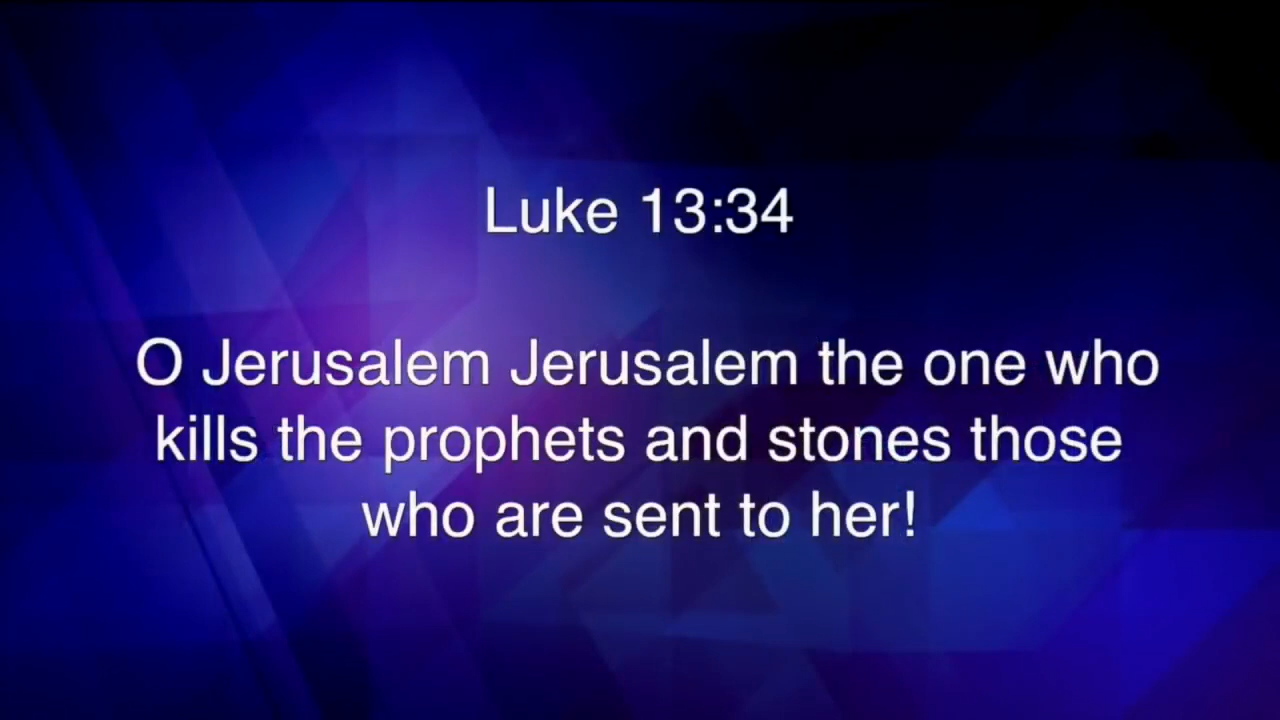 Luke 13:34
O Jerusalem Jerusalem the one who
kills the prophets and stones those
who are sent to her!